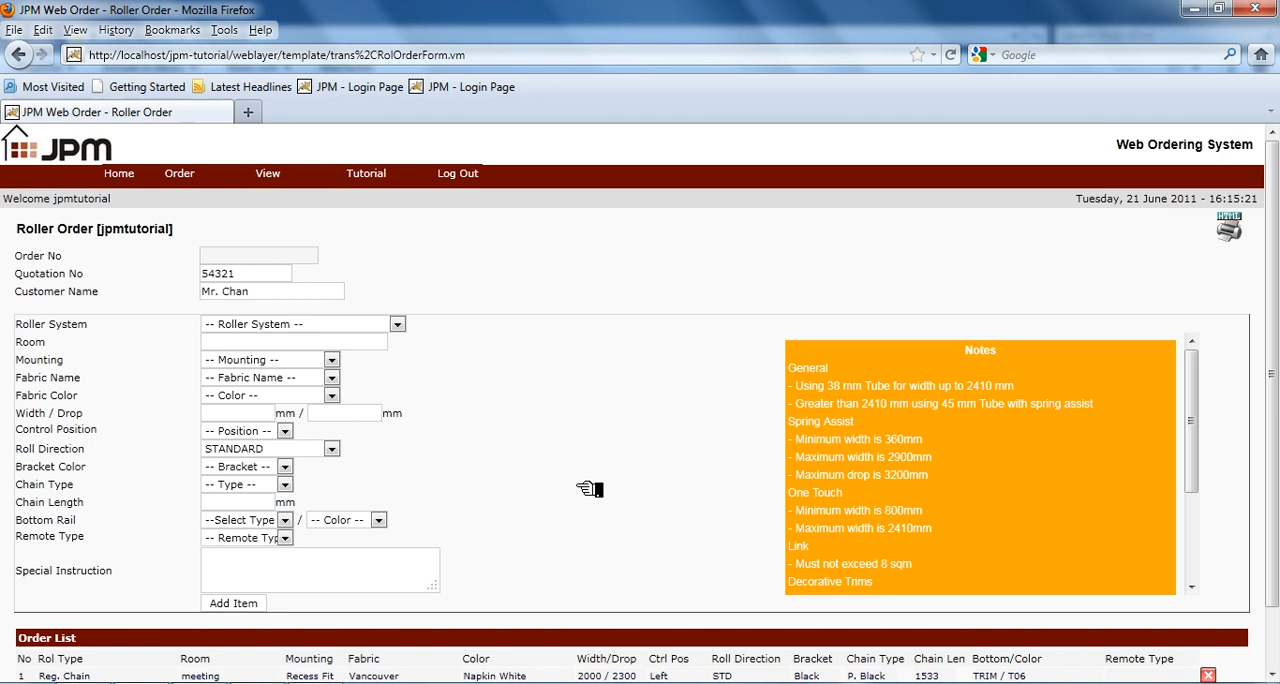 JPM Web Order - Roller Order - Mozilla Firefox
File Edit View History Bookmarks Tools Help
http://localhost/jpm-tutorial/weblayer/template/trans%2CRolOrderForm.vm
Google
Most Visited Getting Started Latest Headlines JPM - Login Page JPM - Login Page
JPM Web Order - Roller Order
JPM
Web Ordering System
Home Order View Tutorial Log Out
Welcome jpmtutorial
Tuesday, 21 June 2011 - 16:15:21
HTML
Roller Order [jpmtutorial]
Order No
Quotation No 54321
Customer Name Mr. Chan
Roller System -- Roller System --
Room
Mounting -- Mounting --
Fabric Name -- Fabric Name --
Fabric Color -- Color --
Width / Drop mm / mm
Control Position -- Position --
Roll Direction STANDARD
Bracket Color -- Bracket --
Chain Type -- Type --
Chain Length mm
Bottom Rail --Select Type / -- Color --
Remote Type -- Remote Typ
Special Instruction
Add Item
Notes
General
- Using 38 mm Tube for width up to 2410 mm
- Greater than 2410 mm using 45 mm Tube with spring assist
Spring Assist
- Minimum width is 360mm
- Maximum width is 2900mm
- Maximum drop is 3200mm
One Touch
- Minimum width is 800mm
- Maximum width is 2410mm
Link
- Must not exceed 8 sqm
Decorative Trims
Order List
No Rol Type Room Mounting Fabric Color Width/Drop Ctrl Pos Roll Direction Bracket Chain Type Chain Len Bottom/Color Remote Type
1 Reg. Chain meeting Recess Fit Vancouver Napkin White 2000 / 2300 Left STD Black P. Black 1533 TRIM / T06